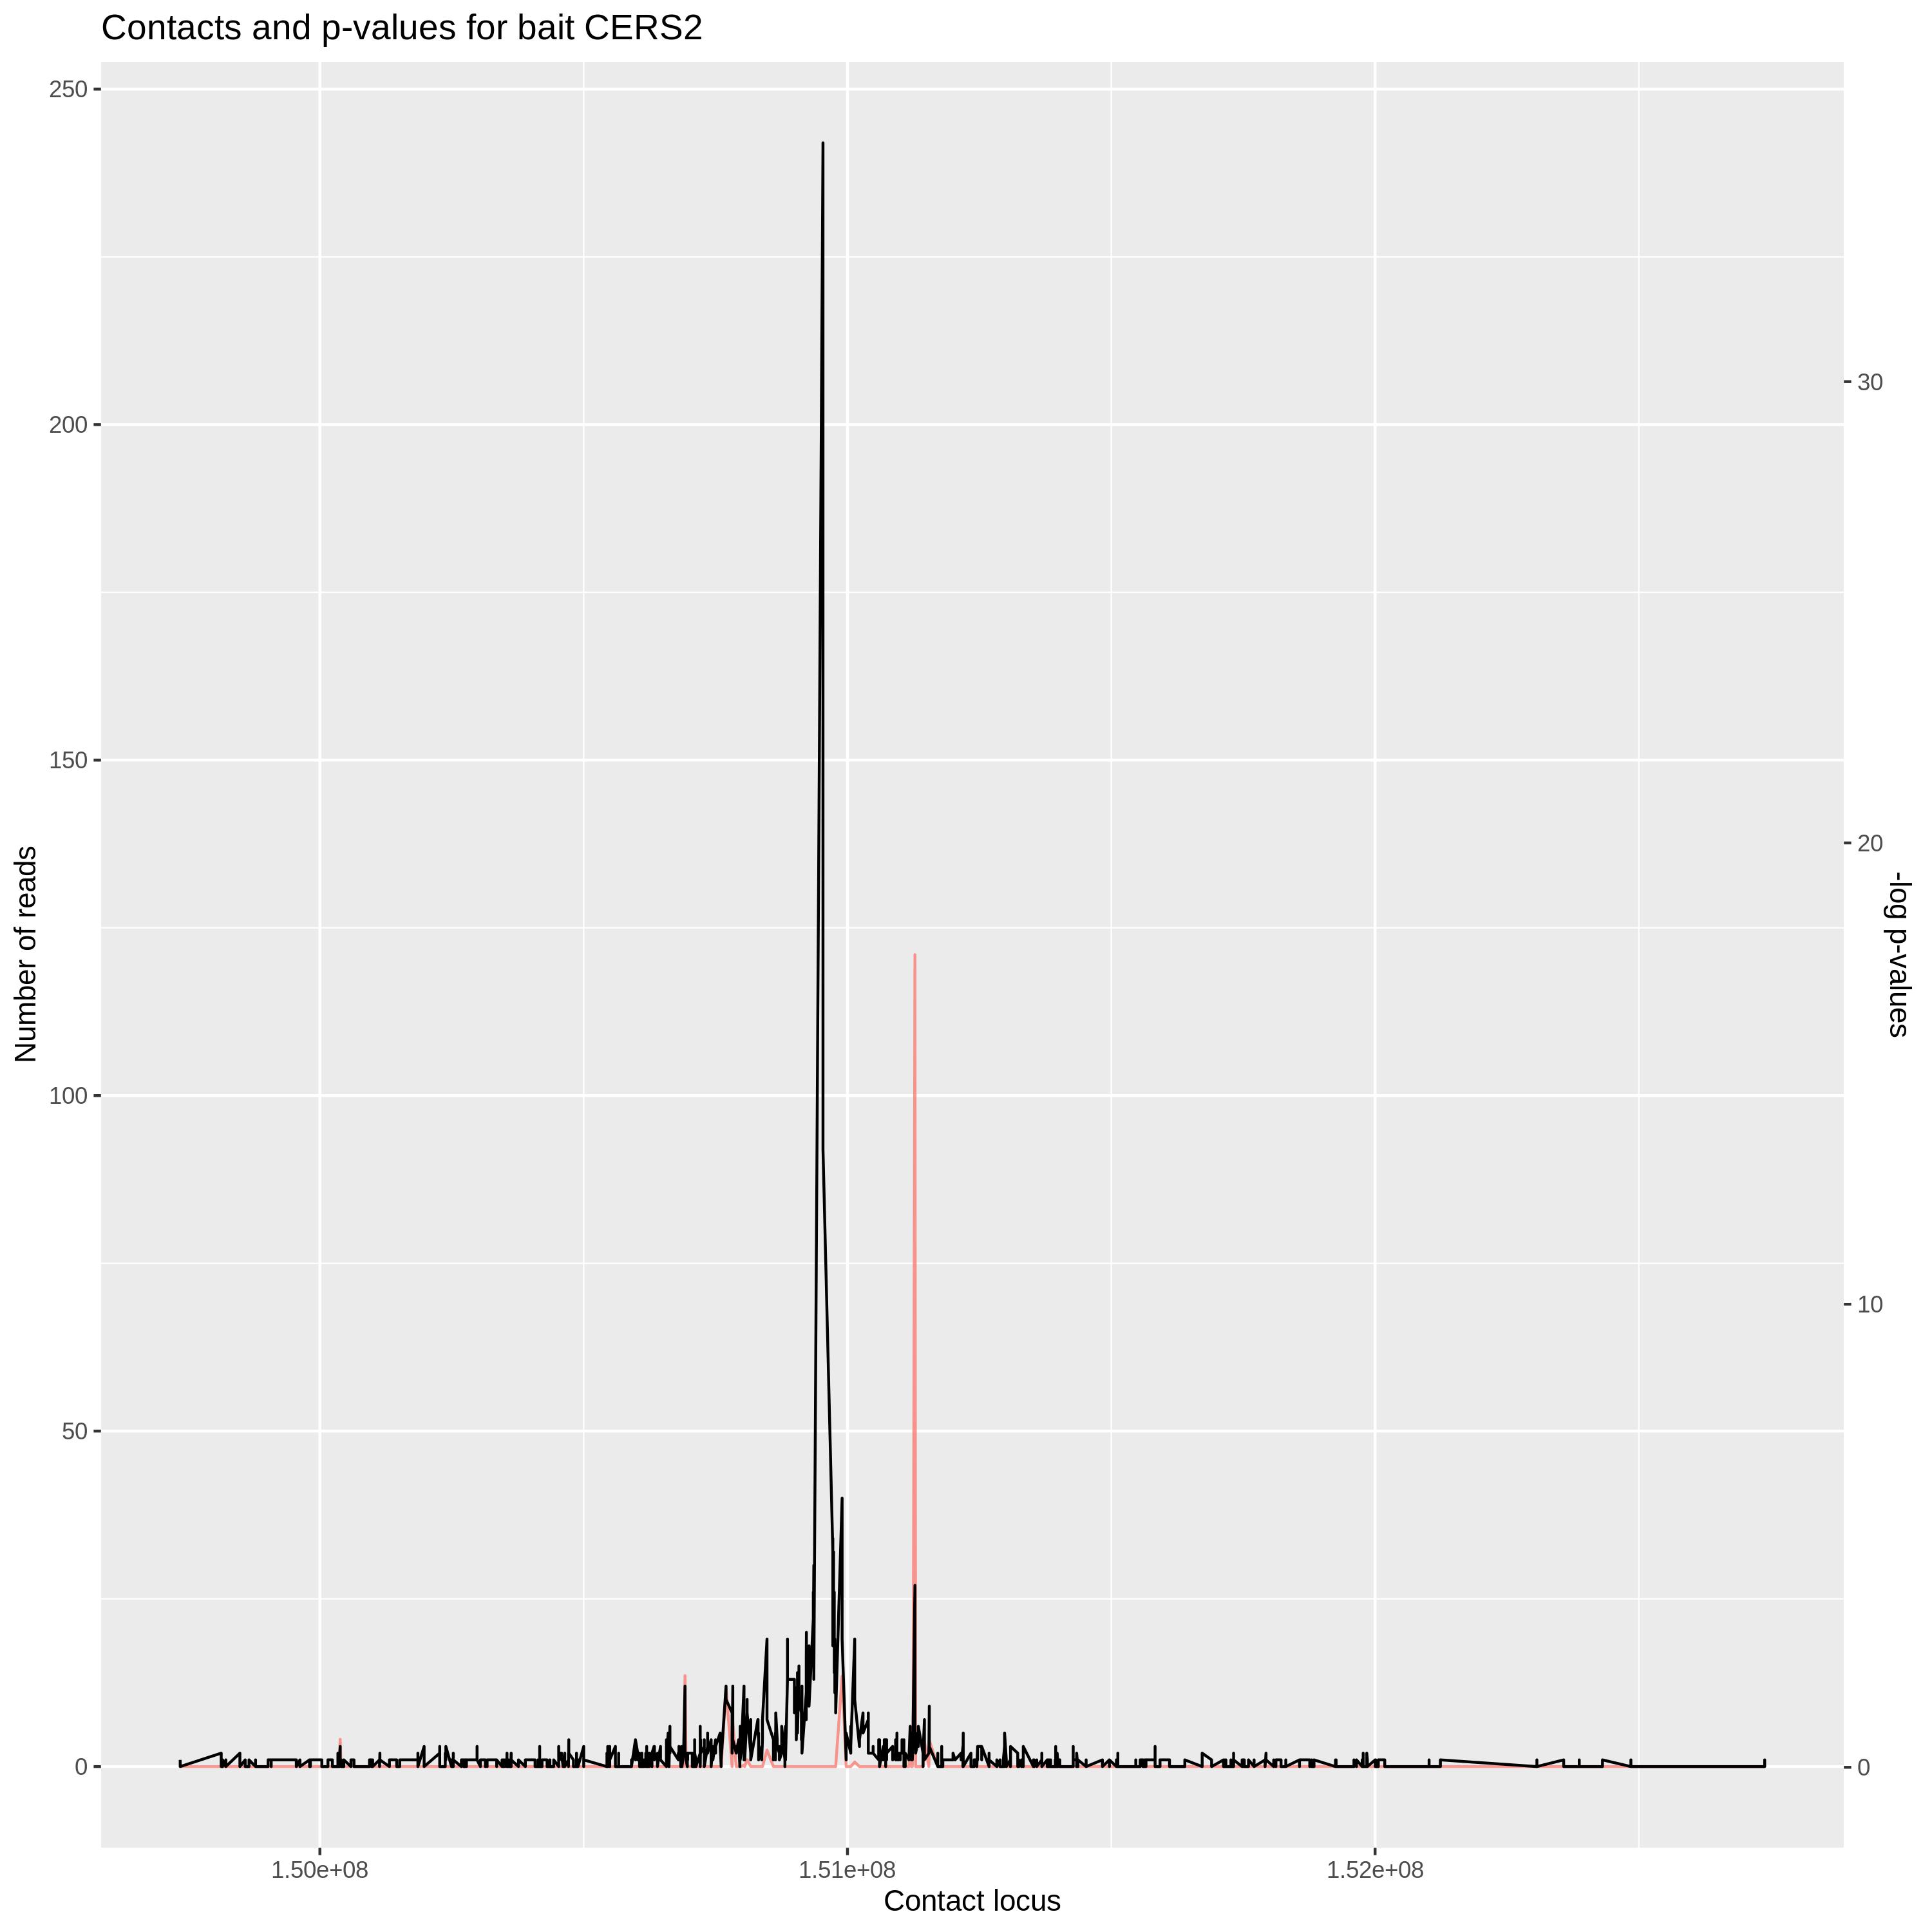 Contacts and p-values for bait CERS2
250
200
150
100
50
0
Number of reads
30
20
10
0
-log p-values
1.50e+08
1.51e+08
1.52e+08
Contact locus